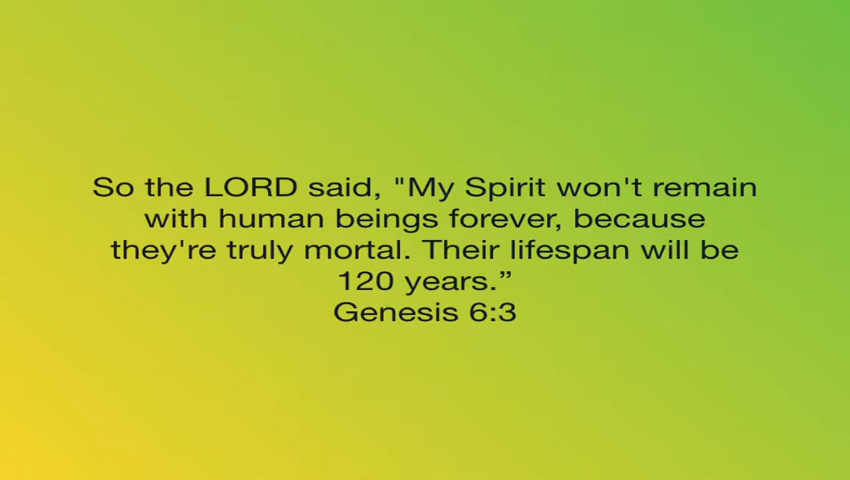 So the LORD said, "My Spirit won't remain
with human beings forever, because
they're truly mortal. Their lifespan will be
120 years.”
Genesis 6:3